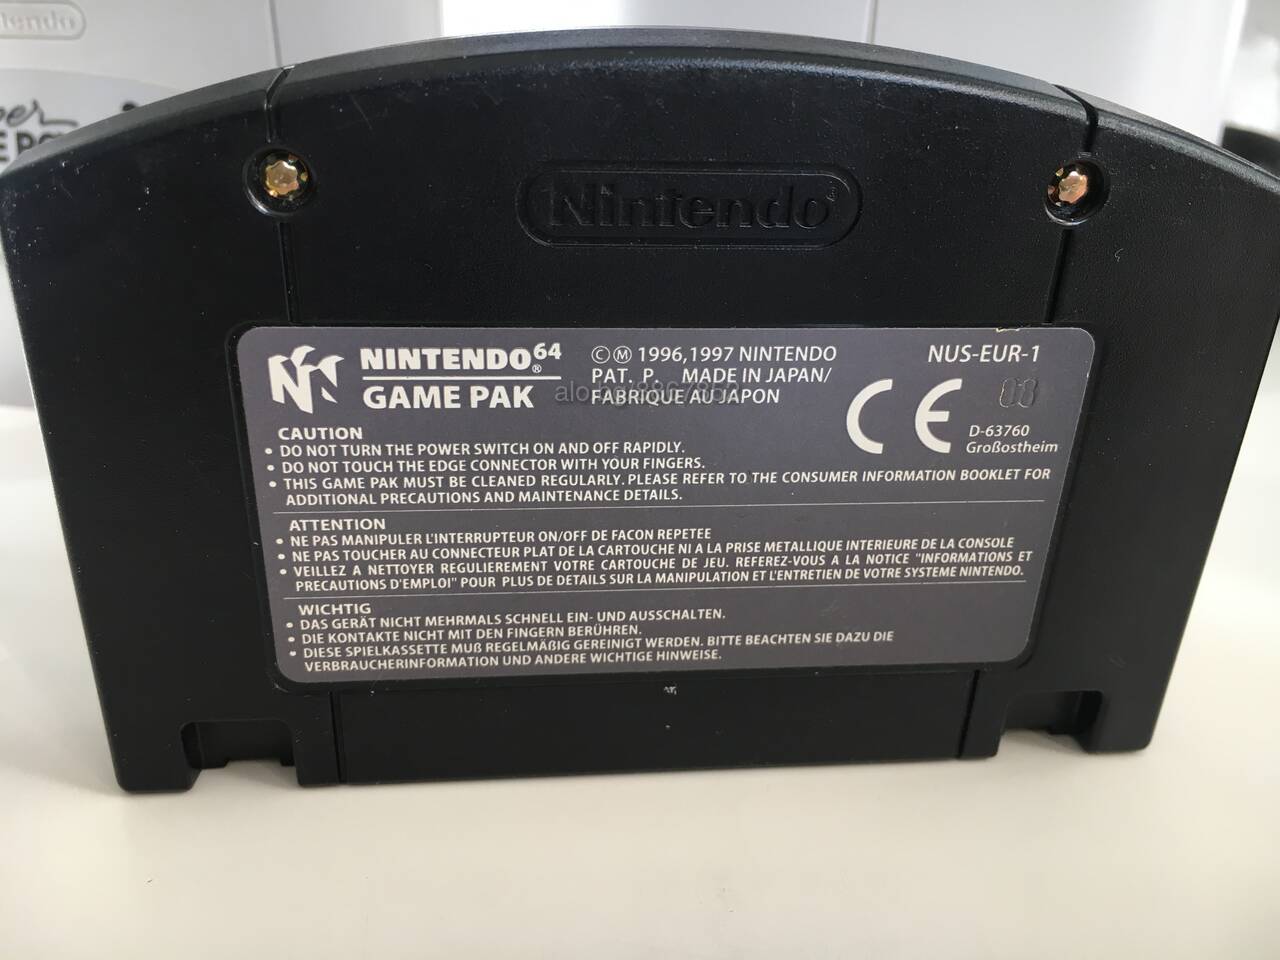 Nintendo
NINTENDO 64
GAME PAK
©Ⓜ 1996,1997 NINTENDO
PAT. P. MADE IN JAPAN/
FABRIQUE AU JAPON
NUS-EUR-1
CE
08
D-63760
Großostheim
CAUTION
• DO NOT TURN THE POWER SWITCH ON AND OFF RAPIDLY.
• DO NOT TOUCH THE EDGE CONNECTOR WITH YOUR FINGERS.
• THIS GAME PAK MUST BE CLEANED REGULARLY. PLEASE REFER TO THE CONSUMER INFORMATION BOOKLET FOR
ADDITIONAL PRECAUTIONS AND MAINTENANCE DETAILS.
ATTENTION
• NE PAS MANIPULER L'INTERRUPTEUR ON/OFF DE FACON REPETEE
• NE PAS TOUCHER AU CONNECTEUR PLAT DE LA CARTOUCHE NI A LA PRISE METALLIQUE INTERIEURE DE LA CONSOLE
• VEILLEZ A NETTOYER REGULIEREMENT VOTRE CARTOUCHE DE JEU. REFEREZ-VOUS A LA NOTICE "INFORMATIONS ET
PRECAUTIONS D'EMPLOI" POUR PLUS DE DETAILS SUR LA MANIPULATION ET L'ENTRETIEN DE VOTRE SYSTEME NINTENDO.
WICHTIG
• DAS GERÄT NICHT MEHRMALS SCHNELL EIN- UND AUSSCHALTEN.
• DIE KONTAKTE NICHT MIT DEN FINGERN BERÜHREN.
• DIESE SPIELKASSETTE MUß REGELMÄßIG GEREINIGT WERDEN. BITTE BEACHTEN SIE DAZU DIE
VERBRAUCHERINFORMATION UND ANDERE WICHTIGE HINWEISE.